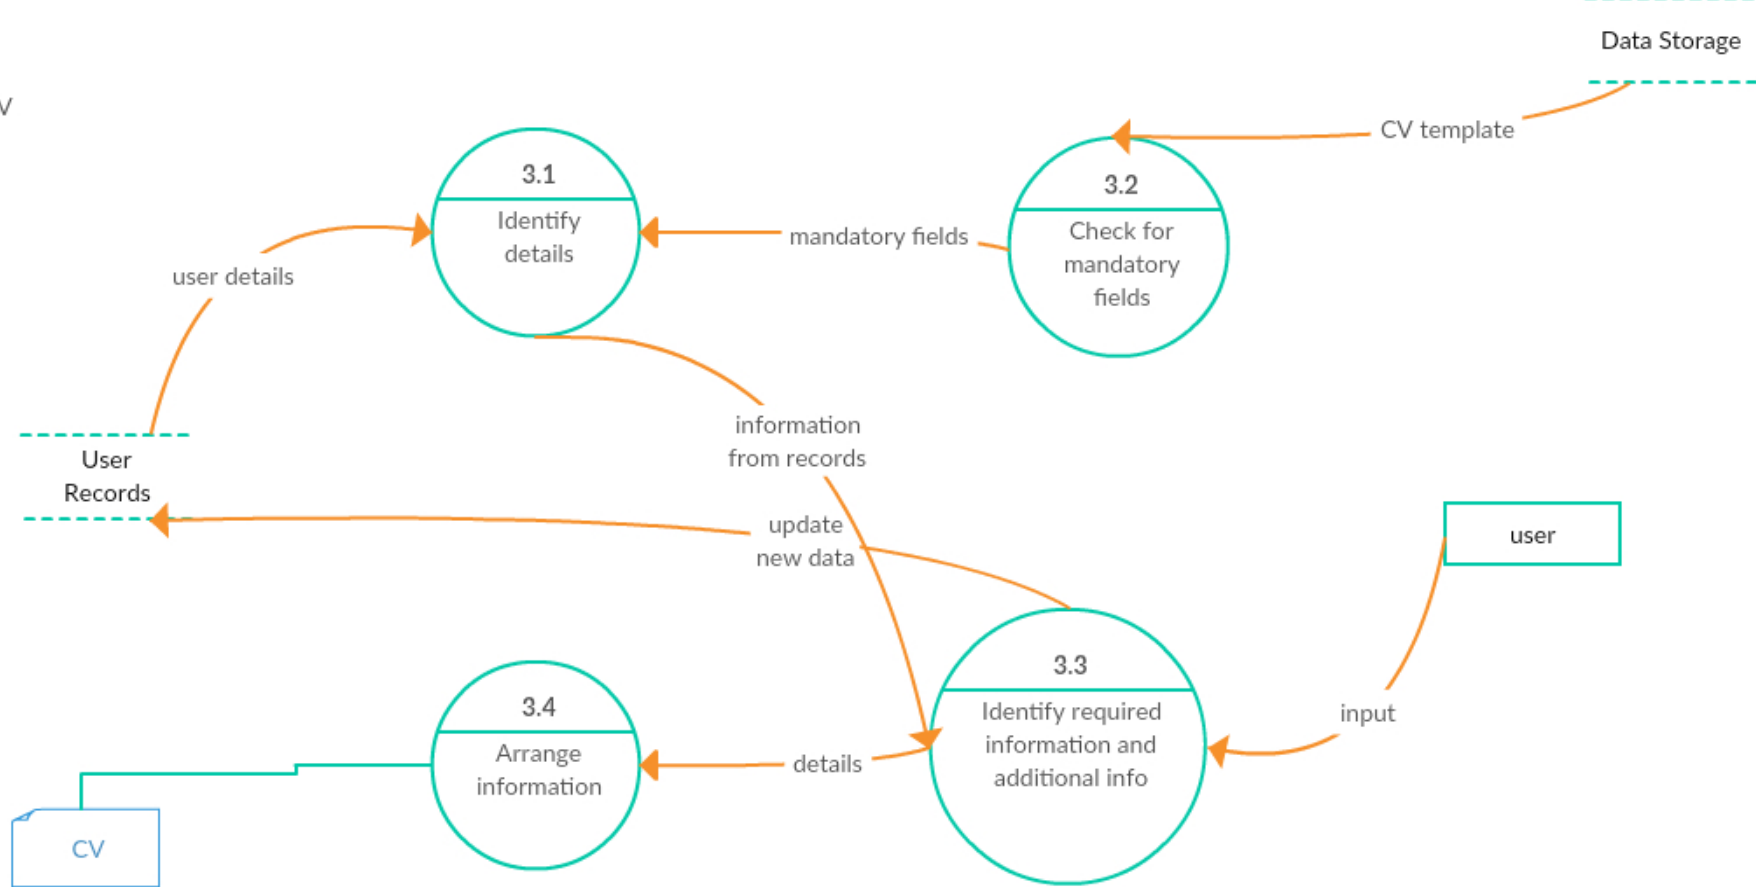 Data Storage
V
CV template
3.1
Identify
details
3.2
Check for
mandatory
fields
mandatory fields
user details
information
from records
User
Records
update
new data
user
3.3
Identify required
information and
additional info
input
3.4
Arrange
information
details
CV